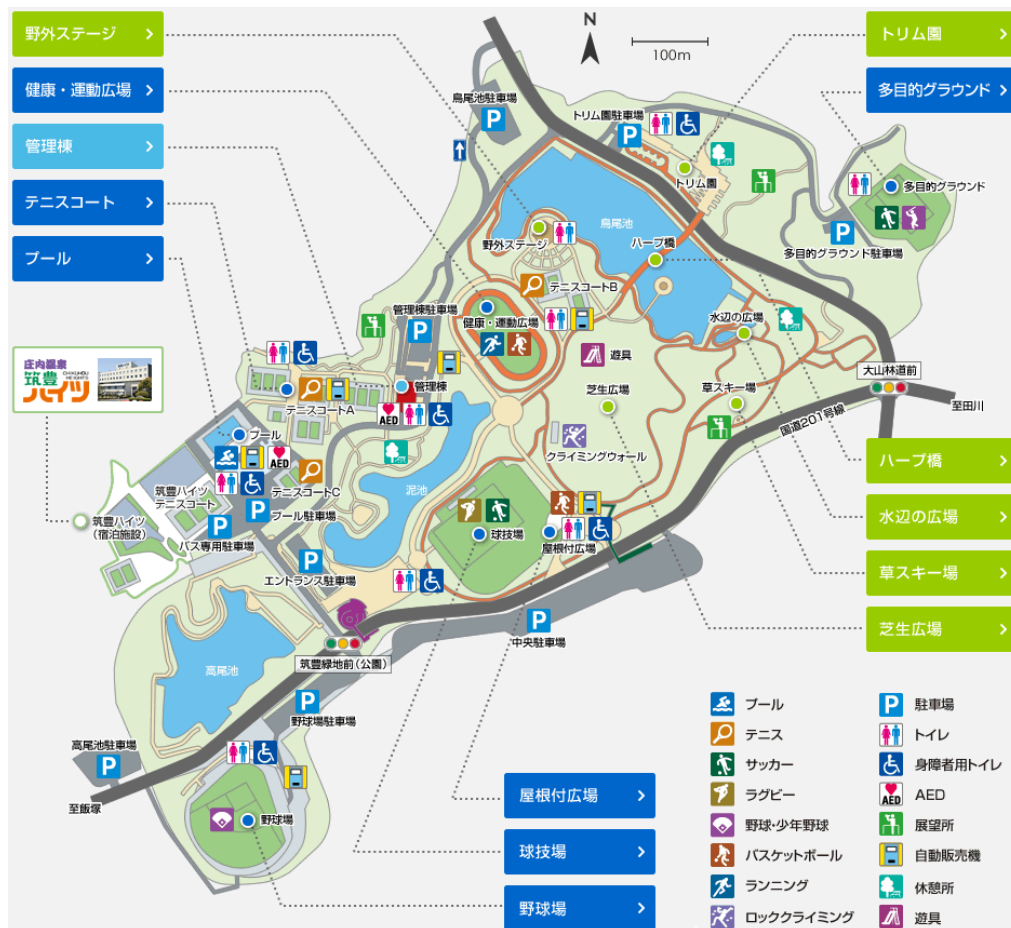 野外ステージ
健康・運動広場
管理棟
テニスコート
プール
庄内温泉
筑豊
CHIKUHOU
HEIGHTS
ハイツ
N
100m
トリム園
多目的グラウンド
鳥尾池駐車場
P
トリム園駐車場
P
トリム園
多目的グラウンド
P
多目的グラウンド駐車場
鳥尾池
野外ステージ
ハープ橋
テニスコートB
管理棟駐車場
P
健康・運動広場
水辺の広場
遊具
大山林道前
管理棟
芝生広場
草スキー場
至田川
国道201号線
テニスコートA
AED
プール
クライミングウォール
AED
テニスコートC
泥池
筑豊ハイツ
テニスコート
P
プール駐車場
筑豊ハイツ
(宿泊施設)
P
バス専用駐車場
球技場
屋根付広場
P
エントランス駐車場
P
中央駐車場
筑豊緑地前(公園)
高尾池
P
野球場駐車場
高尾池駐車場
P
至飯塚
野球場
ハープ橋
水辺の広場
草スキー場
芝生広場
屋根付広場
球技場
野球場
プール
テニス
サッカー
ラグビー
野球・少年野球
バスケットボール
ランニング
ロッククライミング
P 駐車場
トイレ
身障者用トイレ
AED AED
展望所
自動販売機
休憩所
遊具